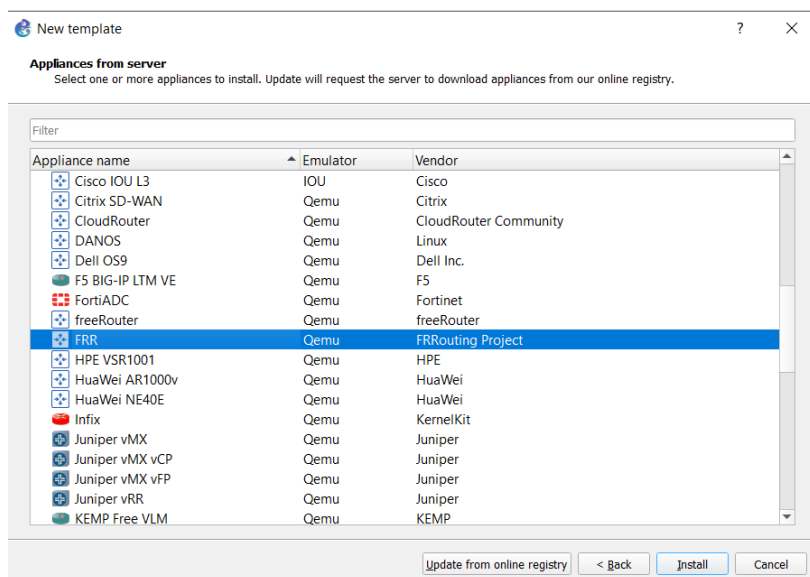 New template
?
Appliances from server
Select one or more appliances to install. Update will request the server to download appliances from our online registry.
Filter
Appliance name Emulator Vendor
Cisco IOU L3 IOU Cisco
Citrix SD-WAN Qemu Citrix
CloudRouter Qemu CloudRouter Community
DANOS Qemu Linux
Dell OS9 Qemu Dell Inc.
F5 BIG-IP LTM VE Qemu F5
FortiADC Qemu Fortinet
freeRouter Qemu freeRouter
FRR Qemu FRRouting Project
HPE VSR1001 Qemu HPE
HuaWei AR1000v Qemu HuaWei
HuaWei NE40E Qemu HuaWei
Infix Qemu KernelKit
Juniper vMX Qemu Juniper
Juniper vMX vCP Qemu Juniper
Juniper vMX vFP Qemu Juniper
Juniper vRR Qemu Juniper
KEMP Free VLM Qemu KEMP
Update from online registry < Back Install Cancel